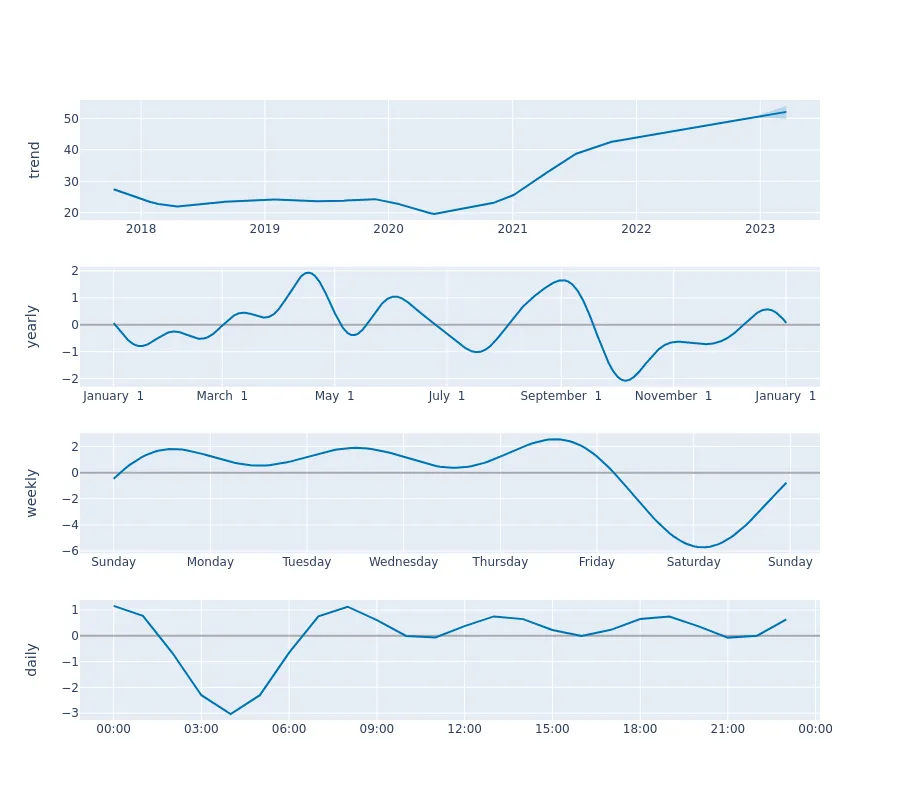 trend
50
40
30
20
2018 2019 2020 2021 2022 2023
yearly
2
1
0
−1
−2
January 1 March 1 May 1 July 1 September 1 November 1 January 1
weekly
2
0
−2
−4
−6
Sunday Monday Tuesday Wednesday Thursday Friday Saturday Sunday
daily
1
0
−1
−2
−3
00:00 03:00 06:00 09:00 12:00 15:00 18:00 21:00 00:00